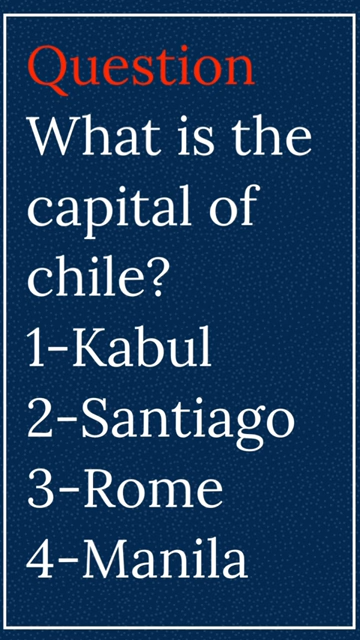 Question
What is the
capital of
chile?
1-Kabul
2-Santiago
3-Rome
4-Manila